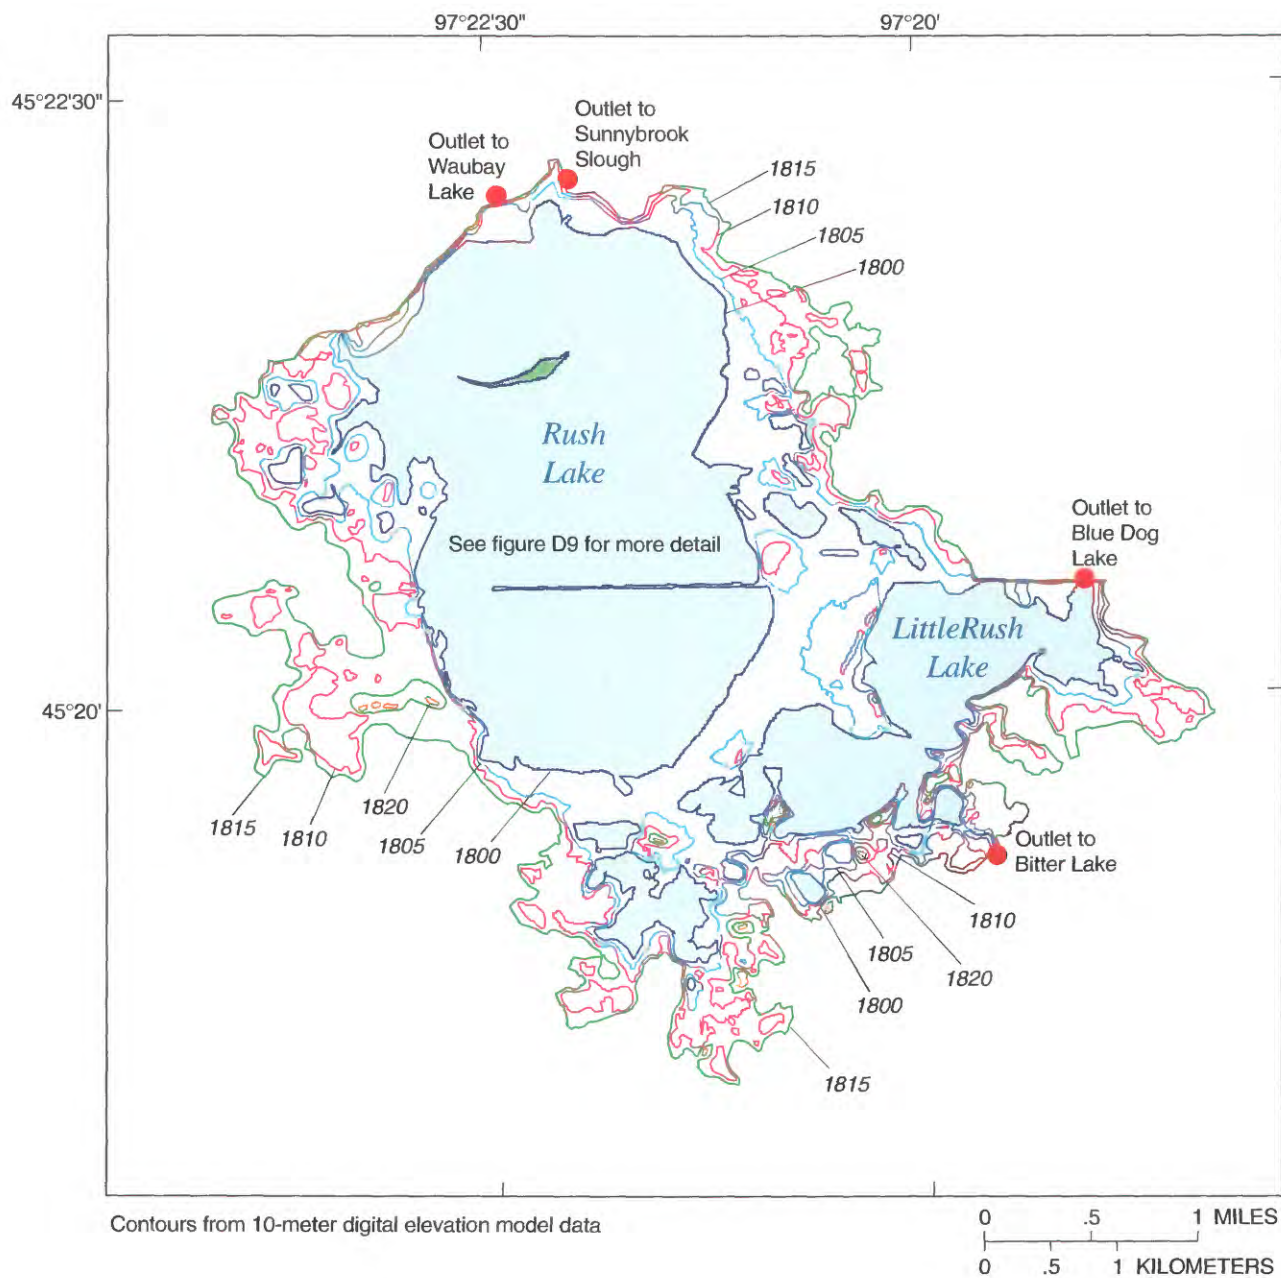 97°22'30"
97°20'
45°22'30"
Outlet to
Sunnybrook
Slough
Outlet to
Waubay
Lake
1815
1810
1805
1800
Rush
Lake
Outlet to
Blue Dog
Lake
See figure D9 for more detail
LittleRush
Lake
45°20'
1820
1815
1810
1805
1800
Outlet to
Bitter Lake
1810
1805
1820
1800
1815
Contours from 10-meter digital elevation model data
0 .5 1 MILES
0 .5 1 KILOMETERS